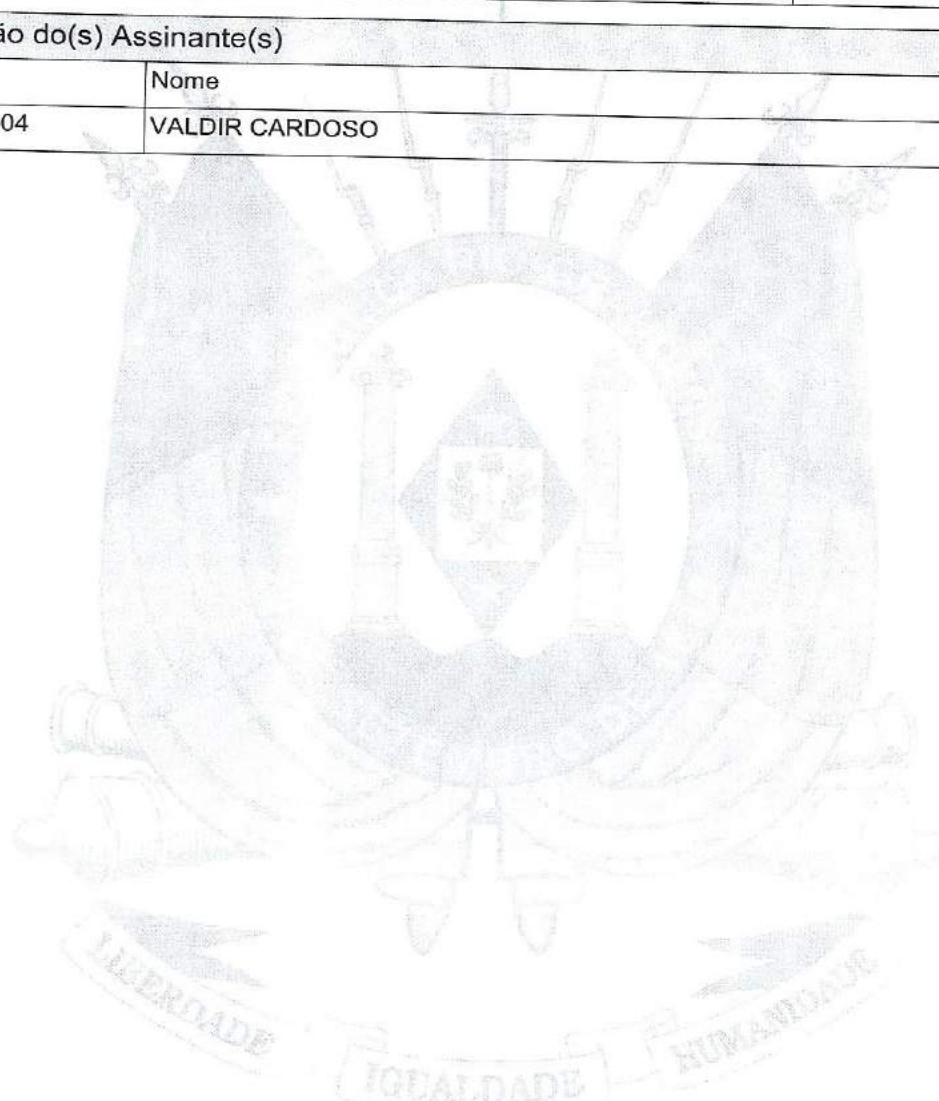 ão do(s) Assinante(s)
Nome
04 VALDIR CARDOSO
LIBERDADE
IGUALDADE
HUMANIDADE